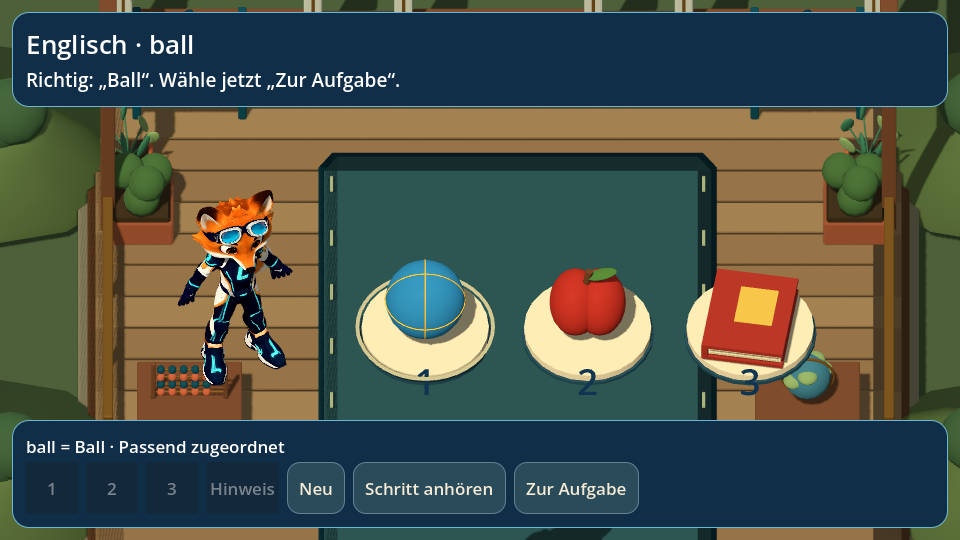 Englisch · ball
Richtig: „Ball“. Wähle jetzt „Zur Aufgabe“.
1
2
3
ball = Ball · Passend zugeordnet
1 2 3 Hinweis Neu Schritt anhören Zur Aufgabe